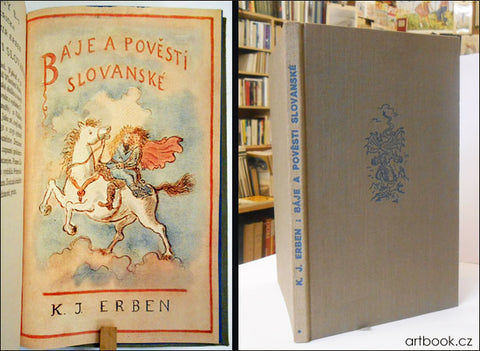 BÁJE A POVĚSTI
SLOVANSKÉ
K. J. ERBEN
K. J. ERBEN : BÁJE A POVĚSTI SLOVANSKÉ
artbook.cz